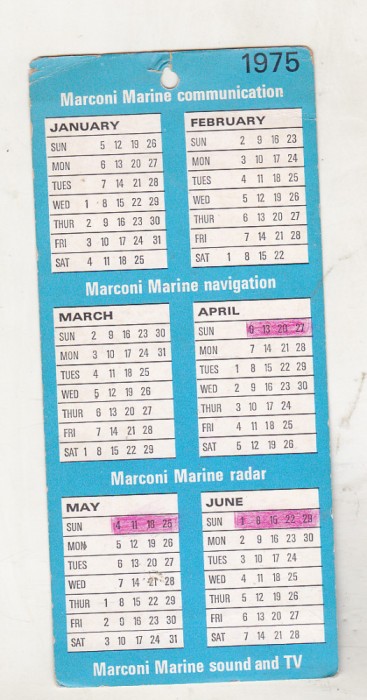 1975
Marconi Marine communication
JANUARY
SUN 5 12 19 26
MON 6 13 20 27
TUES 7 14 21 28
WED 1 8 15 22 29
THUR 2 9 16 23 30
FRI 3 10 17 24 31
SAT 4 11 18 25
FEBRUARY
SUN 2 9 16 23
MON 3 10 17 24
TUES 4 11 18 25
WED 5 12 19 26
THUR 6 13 20 27
FRI 7 14 21 28
SAT 1 8 15 22
Marconi Marine navigation
MARCH
SUN 2 9 16 23 30
MON 3 10 17 24 31
TUES 4 11 18 25
WED 5 12 19 26
THUR 6 13 20 27
FRI 7 14 21 28
SAT 1 8 15 22 29
APRIL
SUN 6 13 20 27
MON 7 14 21 28
TUES 1 8 15 22 29
WED 2 9 16 23 30
THUR 3 10 17 24
FRI 4 11 18 25
SAT 5 12 19 26
Marconi Marine radar
MAY
SUN 4 11 18 25
MON 5 12 19 26
TUES 6 13 20 27
WED 7 14 21 28
THUR 1 8 15 22 29
FRI 2 9 16 23 30
SAT 3 10 17 24 31
JUNE
SUN 1 8 15 22 29
MON 2 9 16 23 30
TUES 3 10 17 24
WED 4 11 18 25
THUR 5 12 19 26
FRI 6 13 20 27
SAT 7 14 21 28
Marconi Marine sound and TV